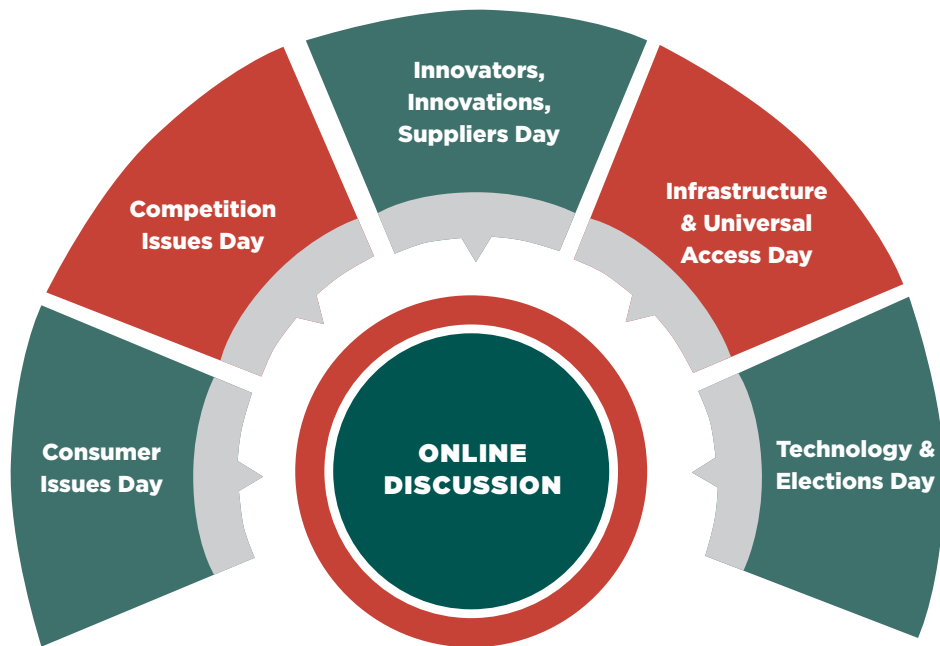 Innovators,
Innovations,
Suppliers Day
Competition
Issues Day
Infrastructure
& Universal
Access Day
Consumer
Issues Day
ONLINE
DISCUSSION
Technology &
Elections Day